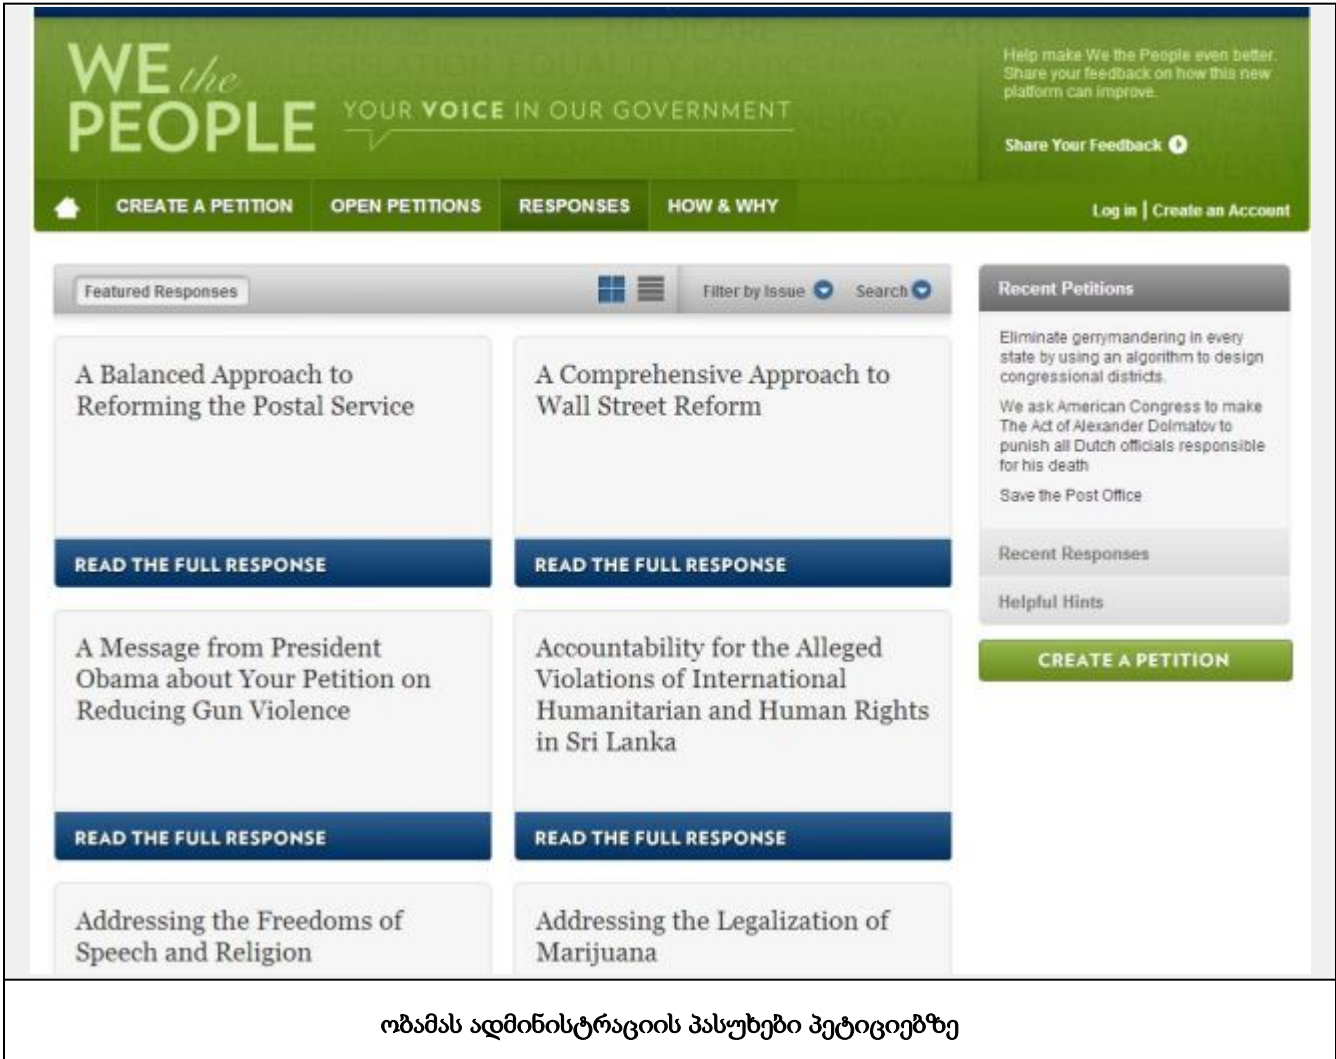 WE the
PEOPLE
YOUR VOICE IN OUR GOVERNMENT
Help make We the People even better.
Share your feedback on how this new
platform can improve.
Share Your Feedback
CREATE A PETITION OPEN PETITIONS RESPONSES HOW & WHY
Log in | Create an Account
Featured Responses
Filter by Issue Search
A Balanced Approach to
Reforming the Postal Service
READ THE FULL RESPONSE
A Comprehensive Approach to
Wall Street Reform
READ THE FULL RESPONSE
A Message from President
Obama about Your Petition on
Reducing Gun Violence
READ THE FULL RESPONSE
Accountability for the Alleged
Violations of International
Humanitarian and Human Rights
in Sri Lanka
READ THE FULL RESPONSE
Addressing the Freedoms of
Speech and Religion
Addressing the Legalization of
Marijuana
Recent Petitions
Eliminate gerrymandering in every
state by using an algorithm to design
congressional districts.
We ask American Congress to make
The Act of Alexander Dolmatov to
punish all Dutch officials responsible
for his death
Save the Post Office
Recent Responses
Helpful Hints
CREATE A PETITION
ობამას ადმინისტრაციის პასუხები პეტიციებზე